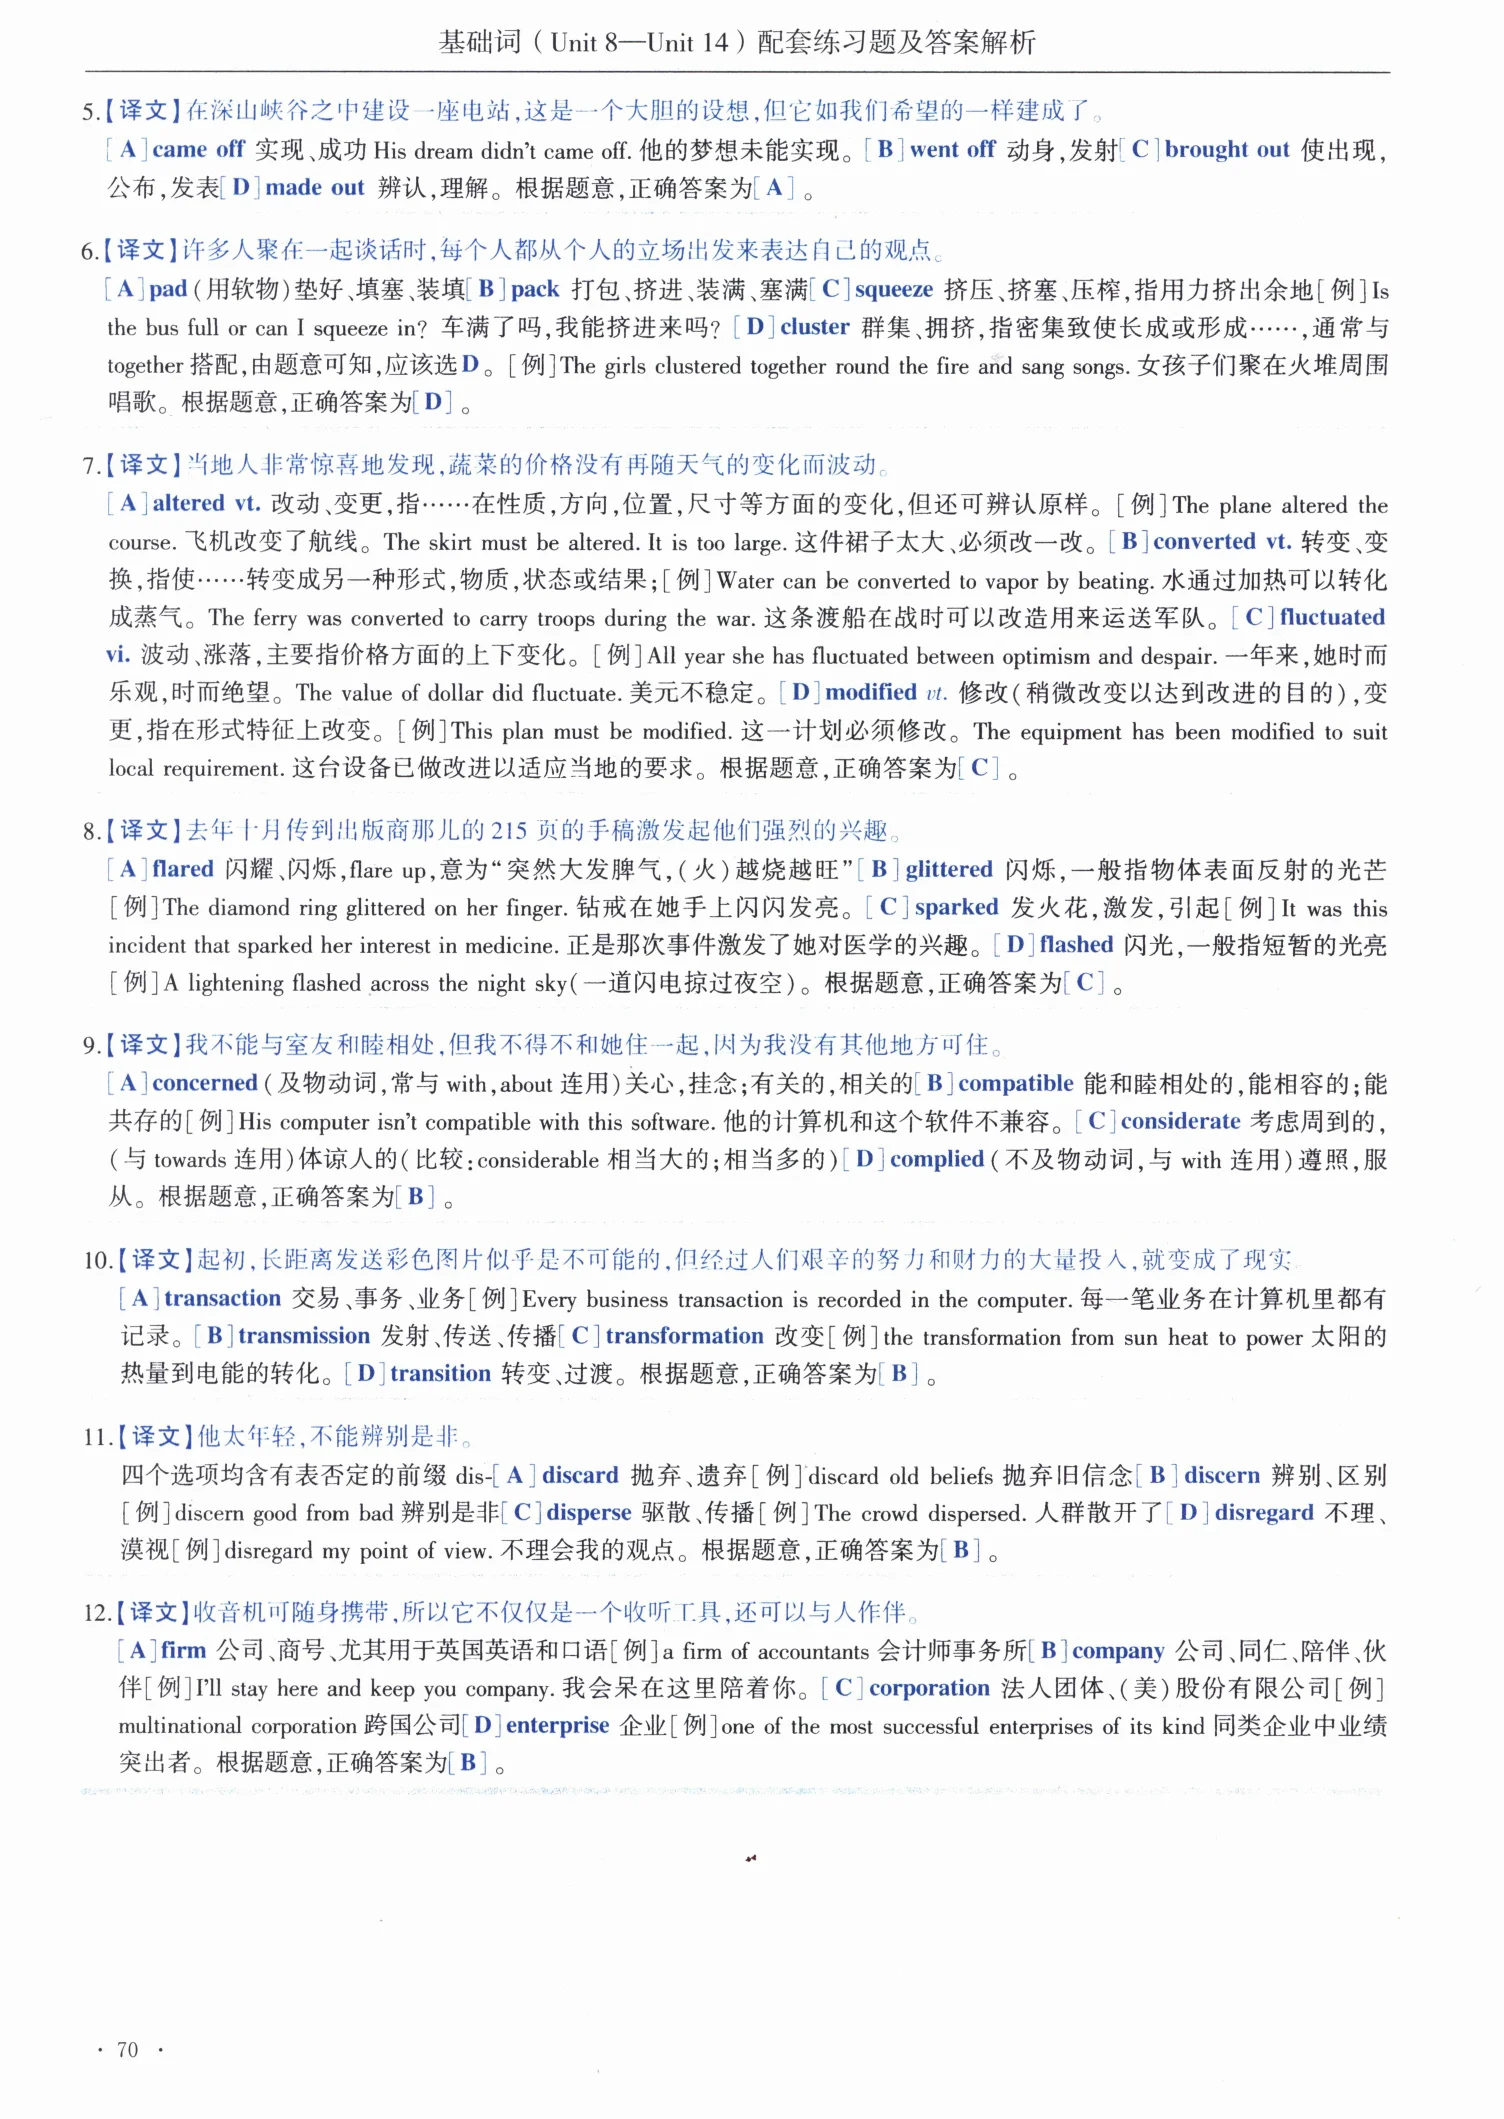 基础词（Unit 8—Unit 14）配套练习题及答案解析
5.【译文】在深山峡谷之中建设一座电站,这是一个大胆的设想,但它如我们希望的一样建成了。
[A]came off 实现、成功 His dream didn't came off. 他的梦想未能实现。[B]went off 动身,发射[C]brought out 使出现,
公布,发表[D]made out 辨认,理解。根据题意,正确答案为[A]。
6.【译文】许多人聚在一起谈话时,每个人都从个人的立场出发来表达自己的观点。
[A]pad(用软物)垫好、填塞、装填[B]pack 打包、挤进、装满、塞满[C]squeeze 挤压、挤塞、压榨,指用力挤出余地[例]Is
the bus full or can I squeeze in? 车满了吗,我能挤进来吗? [D]cluster 群集、拥挤,指密集致使长成或形成……,通常与
together 搭配,由题意可知,应该选D。[例]The girls clustered together round the fire and sang songs. 女孩子们聚在火堆周围
唱歌。根据题意,正确答案为[D]。
7.【译文】当地人非常惊喜地发现,蔬菜的价格没有再随天气的变化而波动。
[A]altered vt. 改动、变更,指……在性质,方向,位置,尺寸等方面的变化,但还可辨认原样。[例]The plane altered the
course. 飞机改变了航线。The skirt must be altered. It is too large. 这件裙子太大、必须改一改。[B]converted vt. 转变、变
换,指使……转变成另一种形式,物质,状态或结果;[例]Water can be converted to vapor by beating. 水通过加热可以转化
成蒸气。The ferry was converted to carry troops during the war. 这条渡船在战时可以改造用来运送军队。[C]fluctuated
vi. 波动、涨落,主要指价格方面的上下变化。[例]All year she has fluctuated between optimism and despair. 一年来,她时而
乐观,时而绝望。The value of dollar did fluctuate. 美元不稳定。[D]modified vt. 修改(稍微改变以达到改进的目的),变
更,指在形式特征上改变。[例]This plan must be modified. 这一计划必须修改。The equipment has been modified to suit
local requirement. 这台设备已做改进以适应当地的要求。根据题意,正确答案为[C]。
8.【译文】去年十月传到出版商那儿的 215 页的手稿激发起他们强烈的兴趣。
[A]flared 闪耀、闪烁,flare up,意为“突然大发脾气,(火)越烧越旺”[B]glittered 闪烁,一般指物体表面反射的光芒
[例]The diamond ring glittered on her finger. 钻戒在她手上闪闪发亮。[C]sparked 发火花,激发,引起[例]It was this
incident that sparked her interest in medicine. 正是那次事件激发了她对医学的兴趣。[D]flashed 闪光,一般指短暂的光亮
[例]A lightening flashed across the night sky(一道闪电掠过夜空)。根据题意,正确答案为[C]。
9.【译文】我不能与室友和睦相处,但我不得不和她住一起,因为我没有其他地方可住。
[A]concerned(及物动词,常与 with,about 连用)关心,挂念;有关的,相关的[B]compatible 能和睦相处的,能相容的;能
共存的[例]His computer isn't compatible with this software. 他的计算机和这个软件不兼容。[C]considerate 考虑周到的,
(与 towards 连用)体谅人的(比较:considerable 相当大的;相当多的)[D]complied(不及物动词,与 with 连用)遵照,服
从。根据题意,正确答案为[B]。
10.【译文】起初,长距离发送彩色图片似乎是不可能的,但经过人们艰辛的努力和财力的大量投入,就变成了现实
[A]transaction 交易、事务、业务[例]Every business transaction is recorded in the computer. 每一笔业务在计算机里都有
记录。[B]transmission 发射、传送、传播[C]transformation 改变[例]the transformation from sun heat to power 太阳的
热量到电能的转化。[D]transition 转变、过渡。根据题意,正确答案为[B]。
11.【译文】他太年轻,不能辨别是非。
四个选项均含有表否定的前缀 dis-[A]discard 抛弃、遗弃[例]discard old beliefs 抛弃旧信念[B]discern 辨别、区别
[例]discern good from bad 辨别是非[C]disperse 驱散、传播[例]The crowd dispersed. 人群散开了[D]disregard 不理、
漠视[例]disregard my point of view. 不理会我的观点。根据题意,正确答案为[B]。
12.【译文】收音机可随身携带,所以它不仅仅是一个收听工具,还可以与人作伴。
[A]firm 公司、商号、尤其用于英国英语和口语[例]a firm of accountants 会计师事务所[B]company 公司、同仁、陪伴、伙
伴[例]I'll stay here and keep you company. 我会呆在这里陪着你。[C]corporation 法人团体、(美)股份有限公司[例]
multinational corporation 跨国公司[D]enterprise 企业[例]one of the most successful enterprises of its kind 同类企业中业绩
突出者。根据题意,正确答案为[B]。
· 70 ·